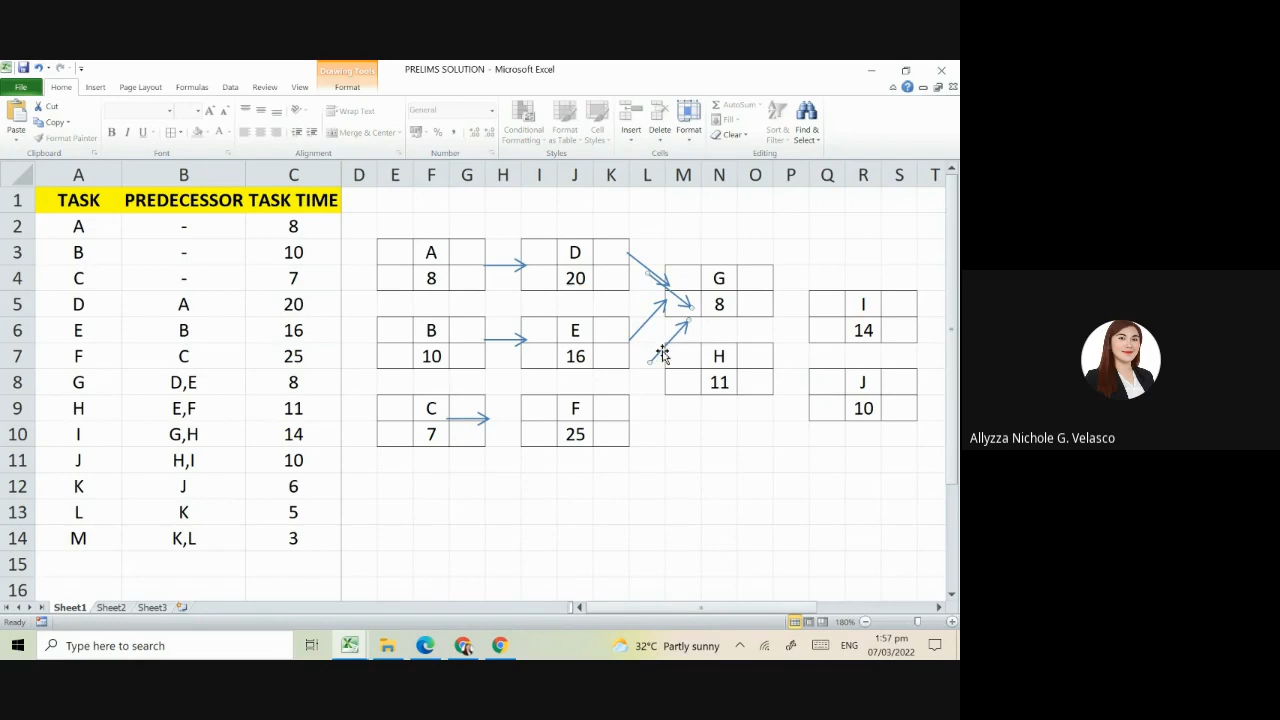 Drawing Tools
PRELIMS SOLUTION - Microsoft Excel
File Home Insert Page Layout Formulas Data Review View Format
Paste
Cut
Copy
Format Painter
Clipboard
B I U
A A
Font
Wrap Text
Merge & Center
Alignment
General
% ,
Number
Conditional Formatting
Format as Table
Cell Styles
Styles
Insert Delete Format
Cells
Σ AutoSum
Fill
Clear
Sort & Filter
Find & Select
Editing
A B C D E F G H I J K L M N O P Q R S T
1 TASK PREDECESSOR TASK TIME
2 A - 8
3 B - 10 A D
4 C - 7 8 20 G
5 D A 20 8 I
6 E B 16 B E 14
7 F C 25 10 16 H
8 G D,E 8 11 J
9 H E,F 11 C F 10
10 I G,H 14 7 25
11 J H,I 10
12 K J 6
13 L K 5
14 M K,L 3
15
16
Sheet1 Sheet2 Sheet3
Ready 180%
Type here to search
32°C Partly sunny
ENG
1:57 pm
07/03/2022
Allyzza Nichole G. Velasco